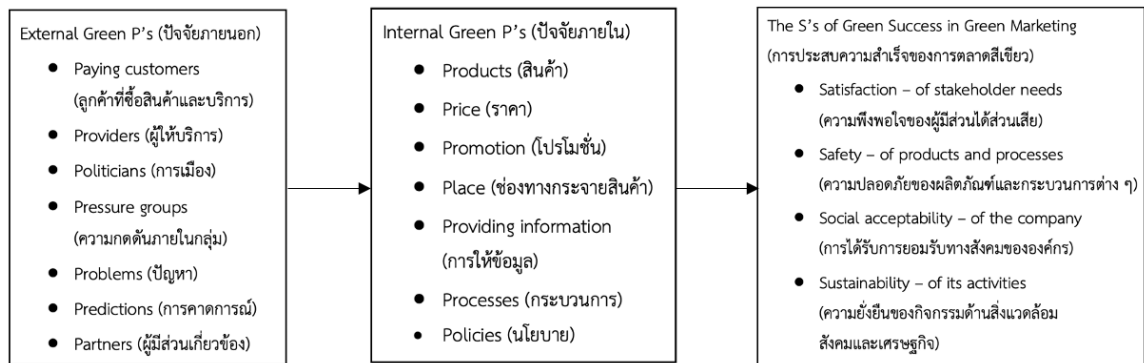 External Green P's (ปัจจัยภายนอก)
● Paying customers
(ลูกค้าที่ซื้อสินค้าและบริการ)
● Providers (ผู้ให้บริการ)
● Politicians (การเมือง)
● Pressure groups
(ความกดดันภายในกลุ่ม)
● Problems (ปัญหา)
● Predictions (การคาดการณ์)
● Partners (ผู้มีส่วนเกี่ยวข้อง)
Internal Green P's (ปัจจัยภายใน)
● Products (สินค้า)
● Price (ราคา)
● Promotion (โปรโมชั่น)
● Place (ช่องทางกระจายสินค้า)
● Providing information
(การให้ข้อมูล)
● Processes (กระบวนการ)
● Policies (นโยบาย)
The S's of Green Success in Green Marketing
(การประสบความสำเร็จของการตลาดสีเขียว)
● Satisfaction – of stakeholder needs
(ความพึงพอใจของผู้มีส่วนได้ส่วนเสีย)
● Safety – of products and processes
(ความปลอดภัยของผลิตภัณฑ์และกระบวนการต่าง ๆ)
● Social acceptability – of the company
(การได้รับการยอมรับทางสังคมขององค์กร)
● Sustainability – of its activities
(ความยั่งยืนของกิจกรรมด้านสิ่งแวดล้อม
สังคมและเศรษฐกิจ)